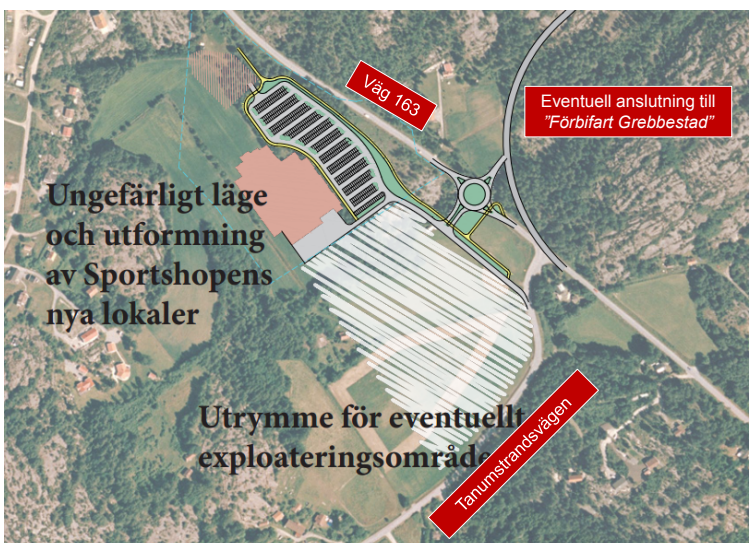 Väg 163
Eventuell anslutning till
”Förbifart Grebbestad”
Ungefärligt läge
och utformning
av Sportshopens
nya lokaler
Utrymme för eventuellt
exploateringsområde
Tanumstrandsvägen